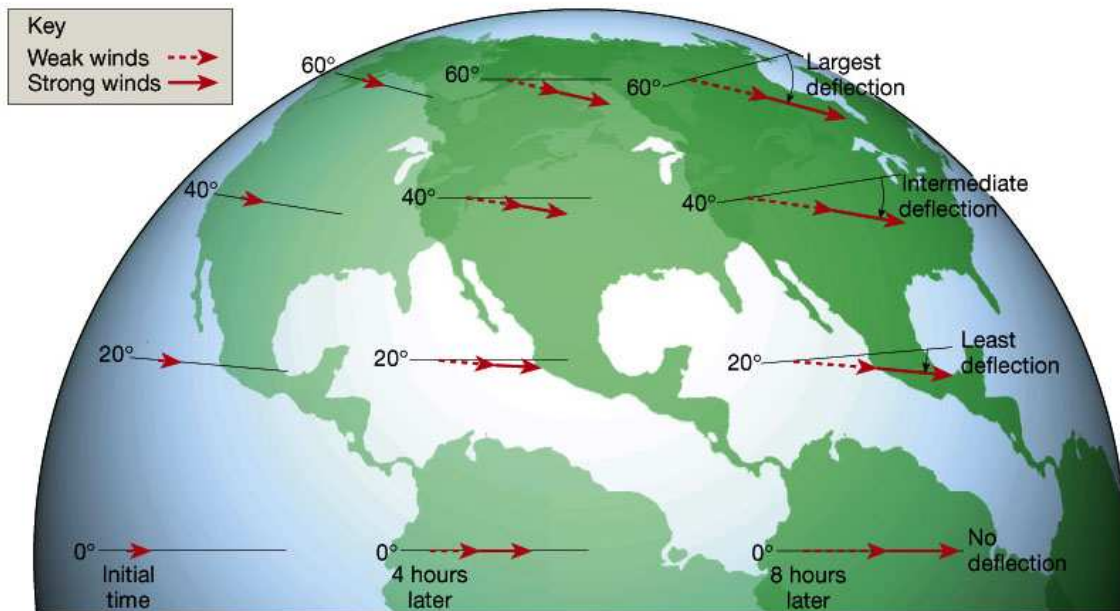 Key
Weak winds
Strong winds
60°
60°
60°
Largest
deflection
40°
40°
40°
Intermediate
deflection
20°
20°
20°
Least
deflection
0°
0°
0°
No
deflection
Initial
time
4 hours
later
8 hours
later